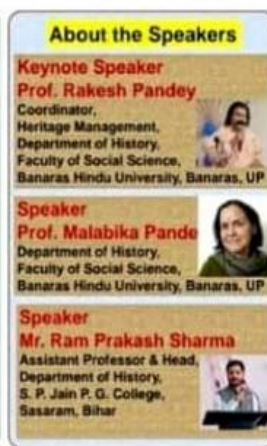 About the Speakers
Keynote Speaker
Prof. Rakesh Pandey
Coordinator,
Heritage Management,
Department of History,
Faculty of Social Science,
Banaras Hindu University, Banaras, UP
Speaker
Prof. Malabika Pande
Department of History,
Faculty of Social Science,
Banaras Hindu University, Banaras, UP
Speaker
Mr. Ram Prakash Sharma
Assistant Professor & Head,
Department of History,
S. P. Jain P. G. College,
Sasaram, Bihar